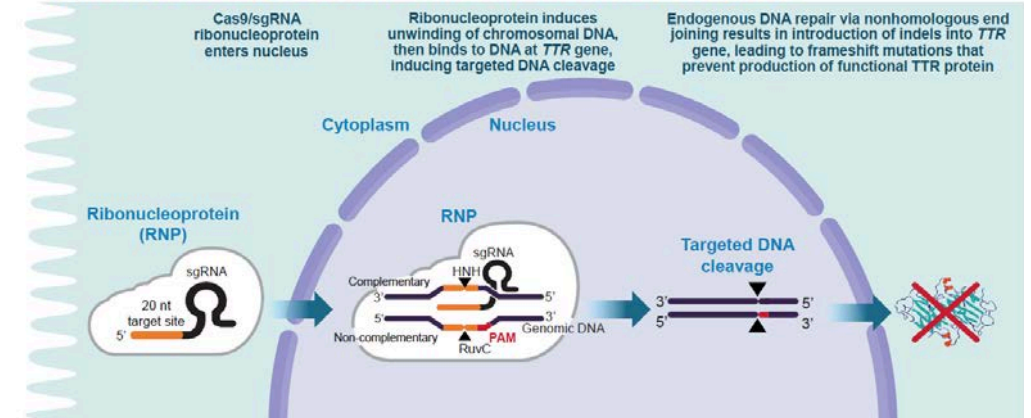 Cas9/sgRNA
ribonucleoprotein
enters nucleus
Ribonucleoprotein induces
unwinding of chromosomal DNA,
then binds to DNA at TTR gene,
inducing targeted DNA cleavage
Endogenous DNA repair via nonhomologous end
joining results in introduction of indels into TTR
gene, leading to frameshift mutations that
prevent production of functional TTR protein
Cytoplasm
Nucleus
Ribonucleoprotein
(RNP)
sgRNA
20 nt
target site
5'
RNP
sgRNA
HNH
Complementary
3'
5'
5'
3'
Genomic DNA
Non-complementary
PAM
RuvC
Targeted DNA
cleavage
3'
5'
5'
3'